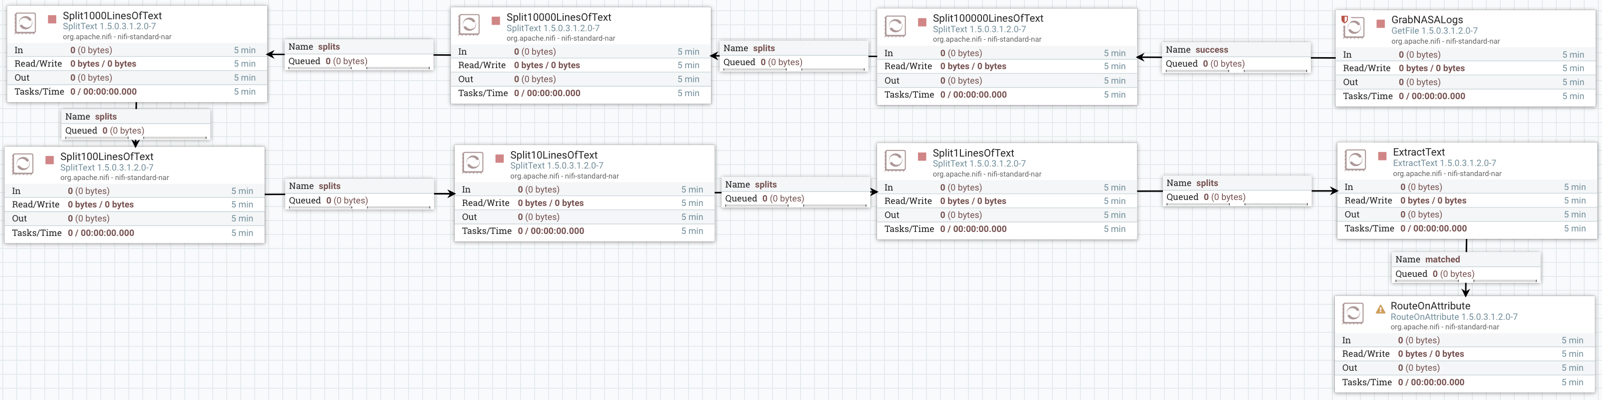 Split1000LinesOfText
SplitText 1.5.0.3.1.2.0-7
org.apache.nifi - nifi-standard-nar
In 0 (0 bytes) 5 min
Read/Write 0 bytes / 0 bytes 5 min
Out 0 (0 bytes) 5 min
Tasks/Time 0 / 00:00:00.000 5 min
Name splits
Queued 0 (0 bytes)
Split10000LinesOfText
SplitText 1.5.0.3.1.2.0-7
org.apache.nifi - nifi-standard-nar
In 0 (0 bytes) 5 min
Read/Write 0 bytes / 0 bytes 5 min
Out 0 (0 bytes) 5 min
Tasks/Time 0 / 00:00:00.000 5 min
Name splits
Queued 0 (0 bytes)
Split100000LinesOfText
SplitText 1.5.0.3.1.2.0-7
org.apache.nifi - nifi-standard-nar
In 0 (0 bytes) 5 min
Read/Write 0 bytes / 0 bytes 5 min
Out 0 (0 bytes) 5 min
Tasks/Time 0 / 00:00:00.000 5 min
Name success
Queued 0 (0 bytes)
GrabNASALogs
GetFile 1.5.0.3.1.2.0-7
org.apache.nifi - nifi-standard-nar
In 0 (0 bytes) 5 min
Read/Write 0 bytes / 0 bytes 5 min
Out 0 (0 bytes) 5 min
Tasks/Time 0 / 00:00:00.000 5 min
Name splits
Queued 0 (0 bytes)
Split100LinesOfText
SplitText 1.5.0.3.1.2.0-7
org.apache.nifi - nifi-standard-nar
In 0 (0 bytes) 5 min
Read/Write 0 bytes / 0 bytes 5 min
Out 0 (0 bytes) 5 min
Tasks/Time 0 / 00:00:00.000 5 min
Name splits
Queued 0 (0 bytes)
Split10LinesOfText
SplitText 1.5.0.3.1.2.0-7
org.apache.nifi - nifi-standard-nar
In 0 (0 bytes) 5 min
Read/Write 0 bytes / 0 bytes 5 min
Out 0 (0 bytes) 5 min
Tasks/Time 0 / 00:00:00.000 5 min
Name splits
Queued 0 (0 bytes)
Split1LinesOfText
SplitText 1.5.0.3.1.2.0-7
org.apache.nifi - nifi-standard-nar
In 0 (0 bytes) 5 min
Read/Write 0 bytes / 0 bytes 5 min
Out 0 (0 bytes) 5 min
Tasks/Time 0 / 00:00:00.000 5 min
Name splits
Queued 0 (0 bytes)
ExtractText
ExtractText 1.5.0.3.1.2.0-7
org.apache.nifi - nifi-standard-nar
In 0 (0 bytes) 5 min
Read/Write 0 bytes / 0 bytes 5 min
Out 0 (0 bytes) 5 min
Tasks/Time 0 / 00:00:00.000 5 min
Name matched
Queued 0 (0 bytes)
RouteOnAttribute
RouteOnAttribute 1.5.0.3.1.2.0-7
org.apache.nifi - nifi-standard-nar
In 0 (0 bytes) 5 min
Read/Write 0 bytes / 0 bytes 5 min
Out 0 (0 bytes) 5 min
Tasks/Time 0 / 00:00:00.000 5 min